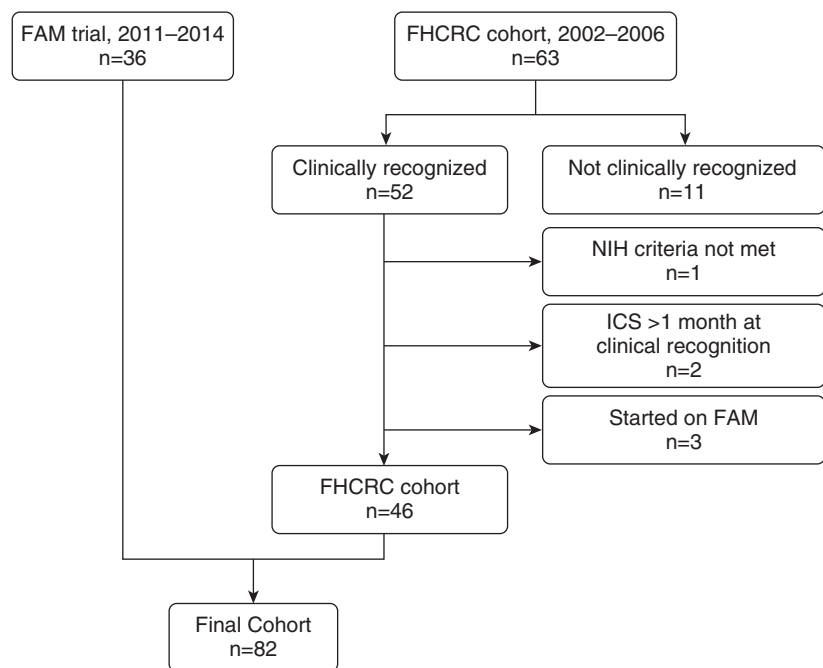 FAM trial, 2011–2014
n=36
FHCRC cohort, 2002–2006
n=63
Clinically recognized
n=52
Not clinically recognized
n=11
NIH criteria not met
n=1
ICS >1 month at
clinical recognition
n=2
Started on FAM
n=3
FHCRC cohort
n=46
Final Cohort
n=82